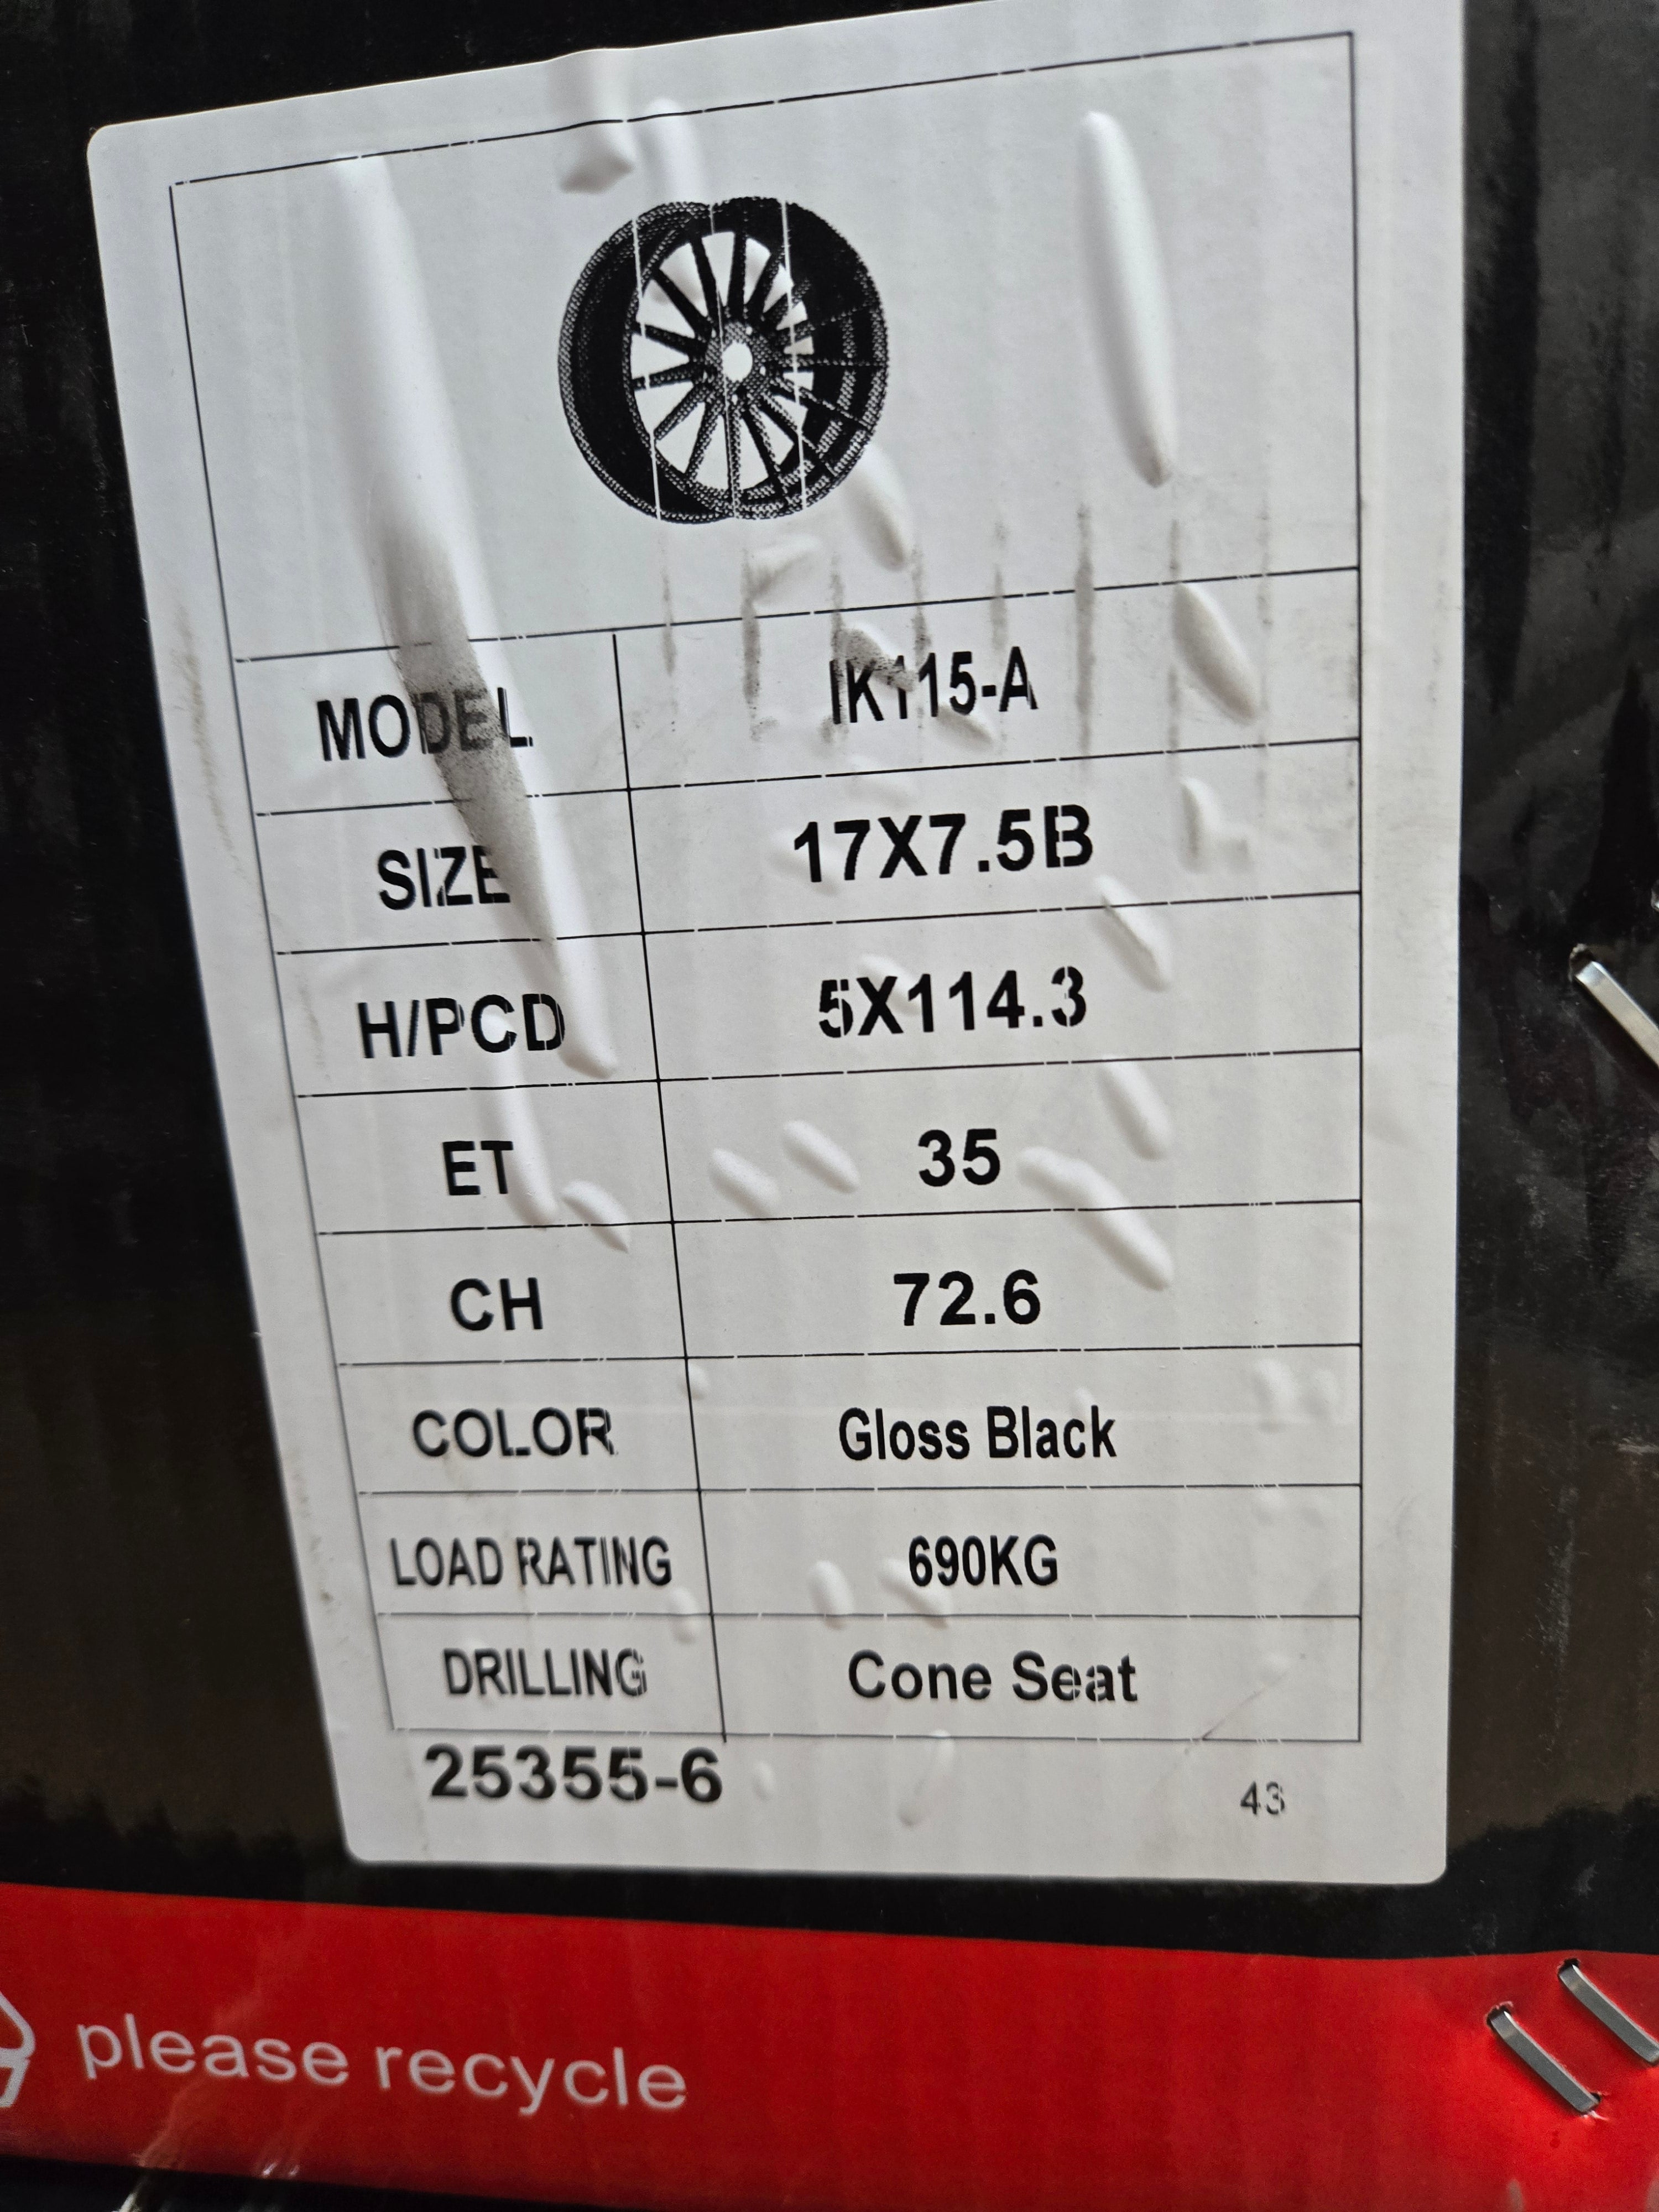 MODEL IK115-A
SIZE 17X7.5B
H/PCD 5X114.3
ET 35
CH 72.6
COLOR Gloss Black
LOAD RATING 690KG
DRILLING Cone Seat
25355-6 43
please recycle